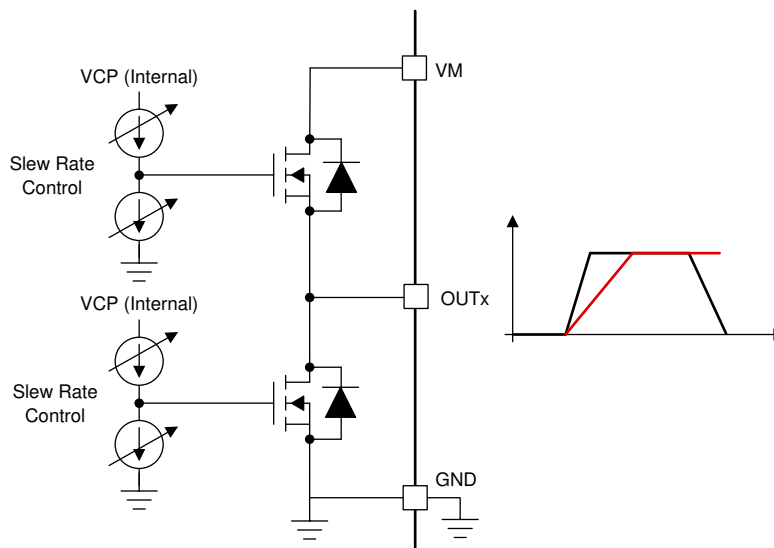 VM
VCP (Internal)
Slew Rate
Control
OUTx
VCP (Internal)
Slew Rate
Control
GND